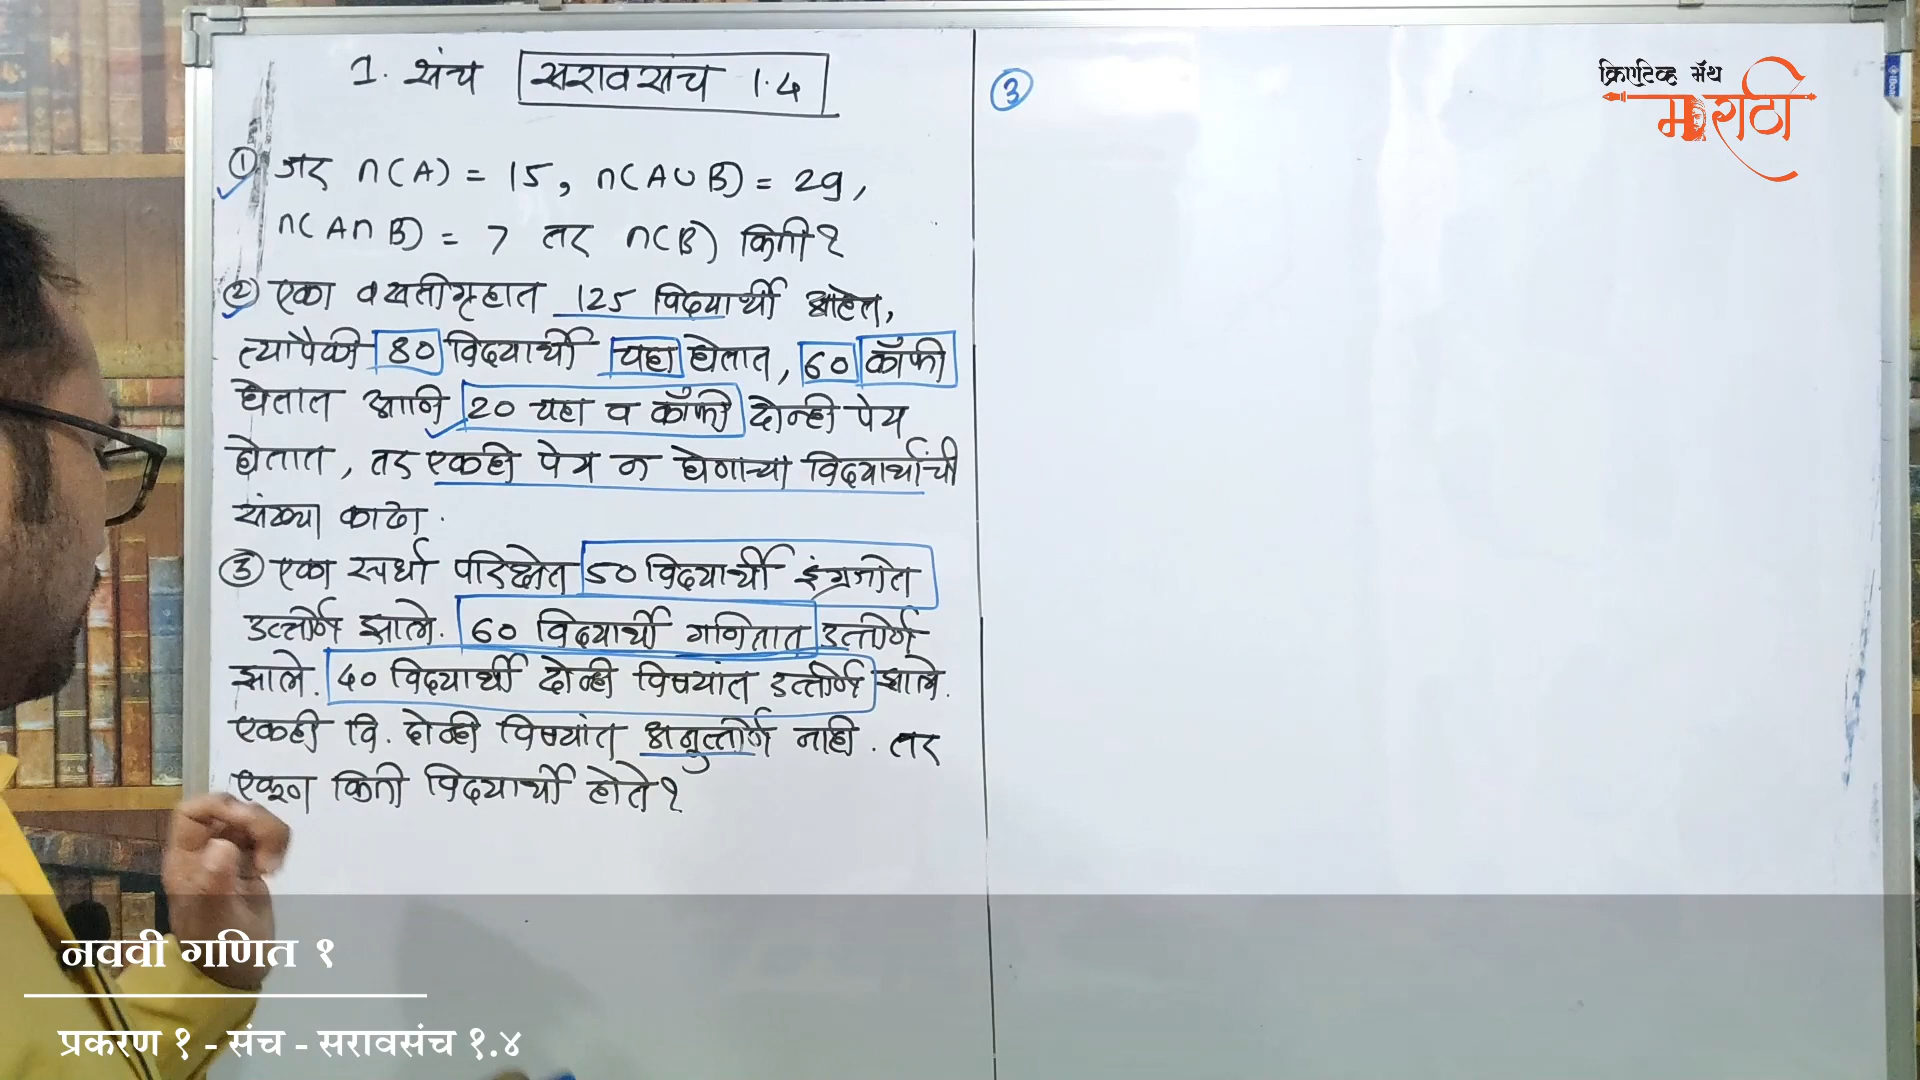 1. संच सरावसंच 1.4
① जर n(A) = 15, n(A∪B) = 29,
n(A∩B) = 7 तर n(B) किती?
② एका वसतीगृहात 125 विद्यार्थी आहेत,
त्यापैकी 80 विद्यार्थी चहा घेतात, 60 कॉफी
घेतात आणि 20 चहा व कॉफी दोन्ही पेय
घेतात, तर एकही पेय न घेणाऱ्या विद्यार्थ्यांची
संख्या काढा.
③ एका स्पर्धा परिक्षेत 50 विद्यार्थी इंग्रजीत
उत्तीर्ण झाले. 60 विद्यार्थी गणितात उत्तीर्ण
झाले. 40 विद्यार्थी दोन्ही विषयांत उत्तीर्ण झाले.
एकही वि. दोन्ही विषयांत अनुत्तीर्ण नाही. तर
एकूण किती विद्यार्थी होते?
③
क्रिएटिव्ह मॅथ
मराठी
नववी गणित १
प्रकरण १ - संच - सरावसंच १.४